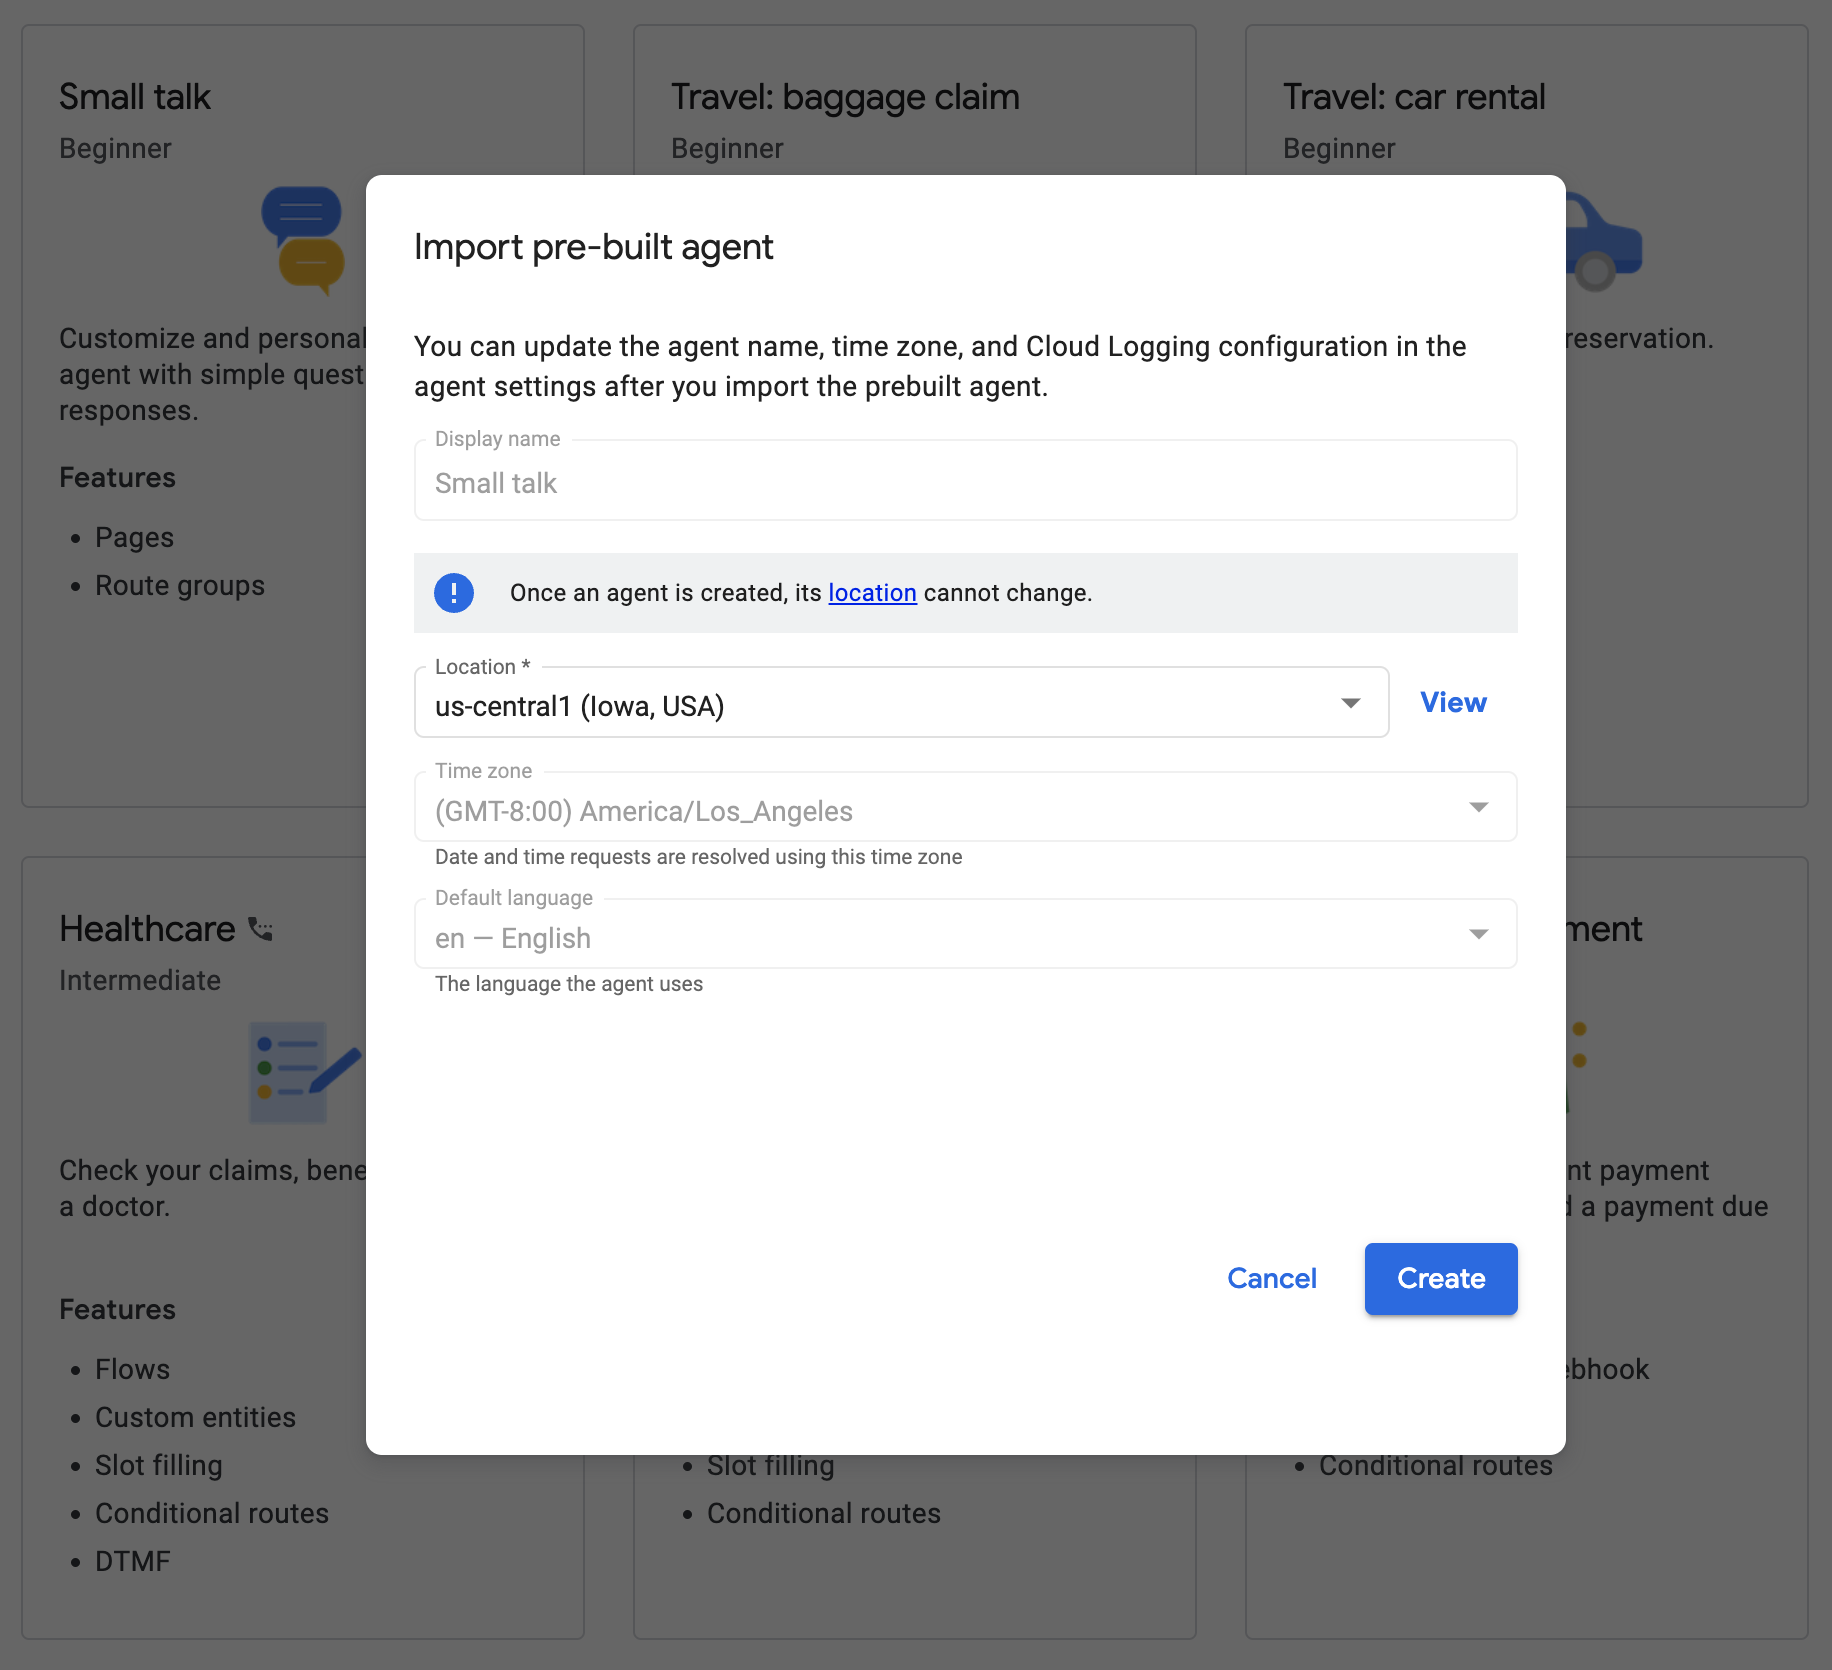 Small talk
Beginner
Travel: baggage claim
Beginner
Travel: car rental
Beginner
Customize and personal
agent with simple quest
responses.
Features
Pages
Route groups
reservation.
Import pre-built agent
You can update the agent name, time zone, and Cloud Logging configuration in the
agent settings after you import the prebuilt agent.
Display name
Small talk
Once an agent is created, its location cannot change.
Location *
us-central1 (Iowa, USA)
View
Time zone
(GMT-8:00) America/Los_Angeles
Date and time requests are resolved using this time zone
Default language
en — English
The language the agent uses
Cancel
Create
Healthcare
Intermediate
Check your claims, bene
a doctor.
Features
Flows
Custom entities
Slot filling
Conditional routes
DTMF
Slot filling
Conditional routes
ment
nt payment
a payment due
ebhook
Conditional routes